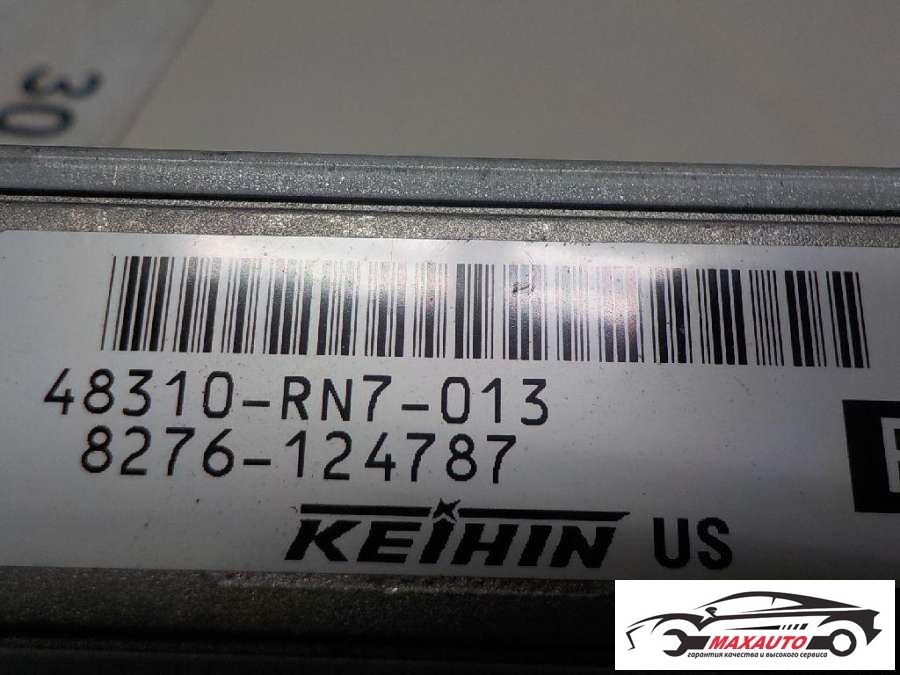 30
48310-RN7-013
8276-124787
KEIHIN US
MAXAUTO
гарантия качества и высокого сервиса